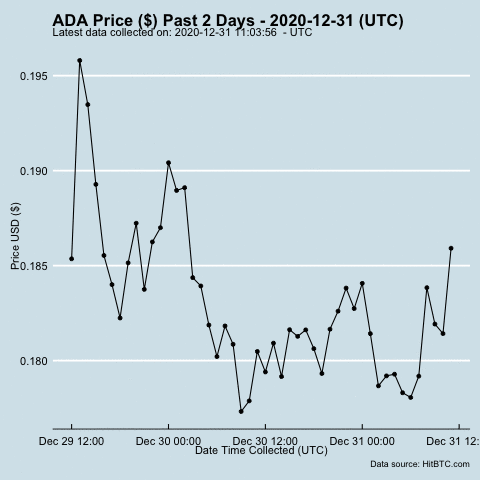 ADA Price ($) Past 2 Days - 2020-12-31 (UTC)
Latest data collected on: 2020-12-31 11:03:56 - UTC
0.195
0.190
0.185
0.180
Price USD ($)
Dec 29 12:00 Dec 30 00:00 Dec 30 12:00 Dec 31 00:00 Dec 31 12:
Date Time Collected (UTC)
Data source: HitBTC.com